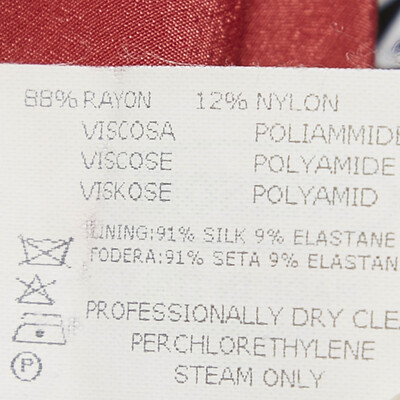 88% RAYON 12% NYLON
VISCOSA POLIAMMIDE
VISCOSE POLYAMIDE
VISKOSE POLYAMID
LINING:91% SILK 9% ELASTANE
FODERA:91% SETA 9% ELASTAN
PROFESSIONALLY DRY CLEA
PERCHLORETHYLENE
P STEAM ONLY